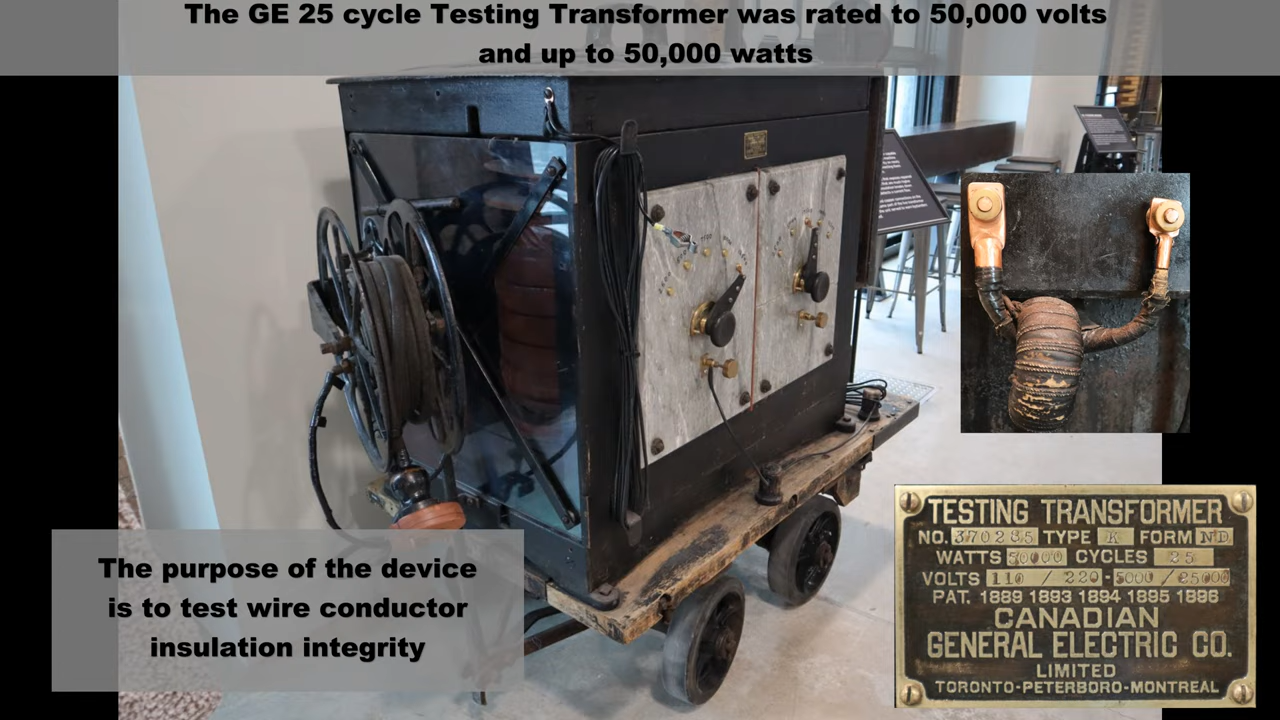 The GE 25 cycle Testing Transformer was rated to 50,000 volts
and up to 50,000 watts
The purpose of the device
is to test wire conductor
insulation integrity
TESTING TRANSFORMER
NO. 370285 TYPE K FORM ND
WATTS 50000 CYCLES 25
VOLTS 110 / 220 - 5000 / 25000
PAT. 1889 1893 1894 1895 1896
CANADIAN
GENERAL ELECTRIC CO.
LIMITED
TORONTO-PETERBORO-MONTREAL